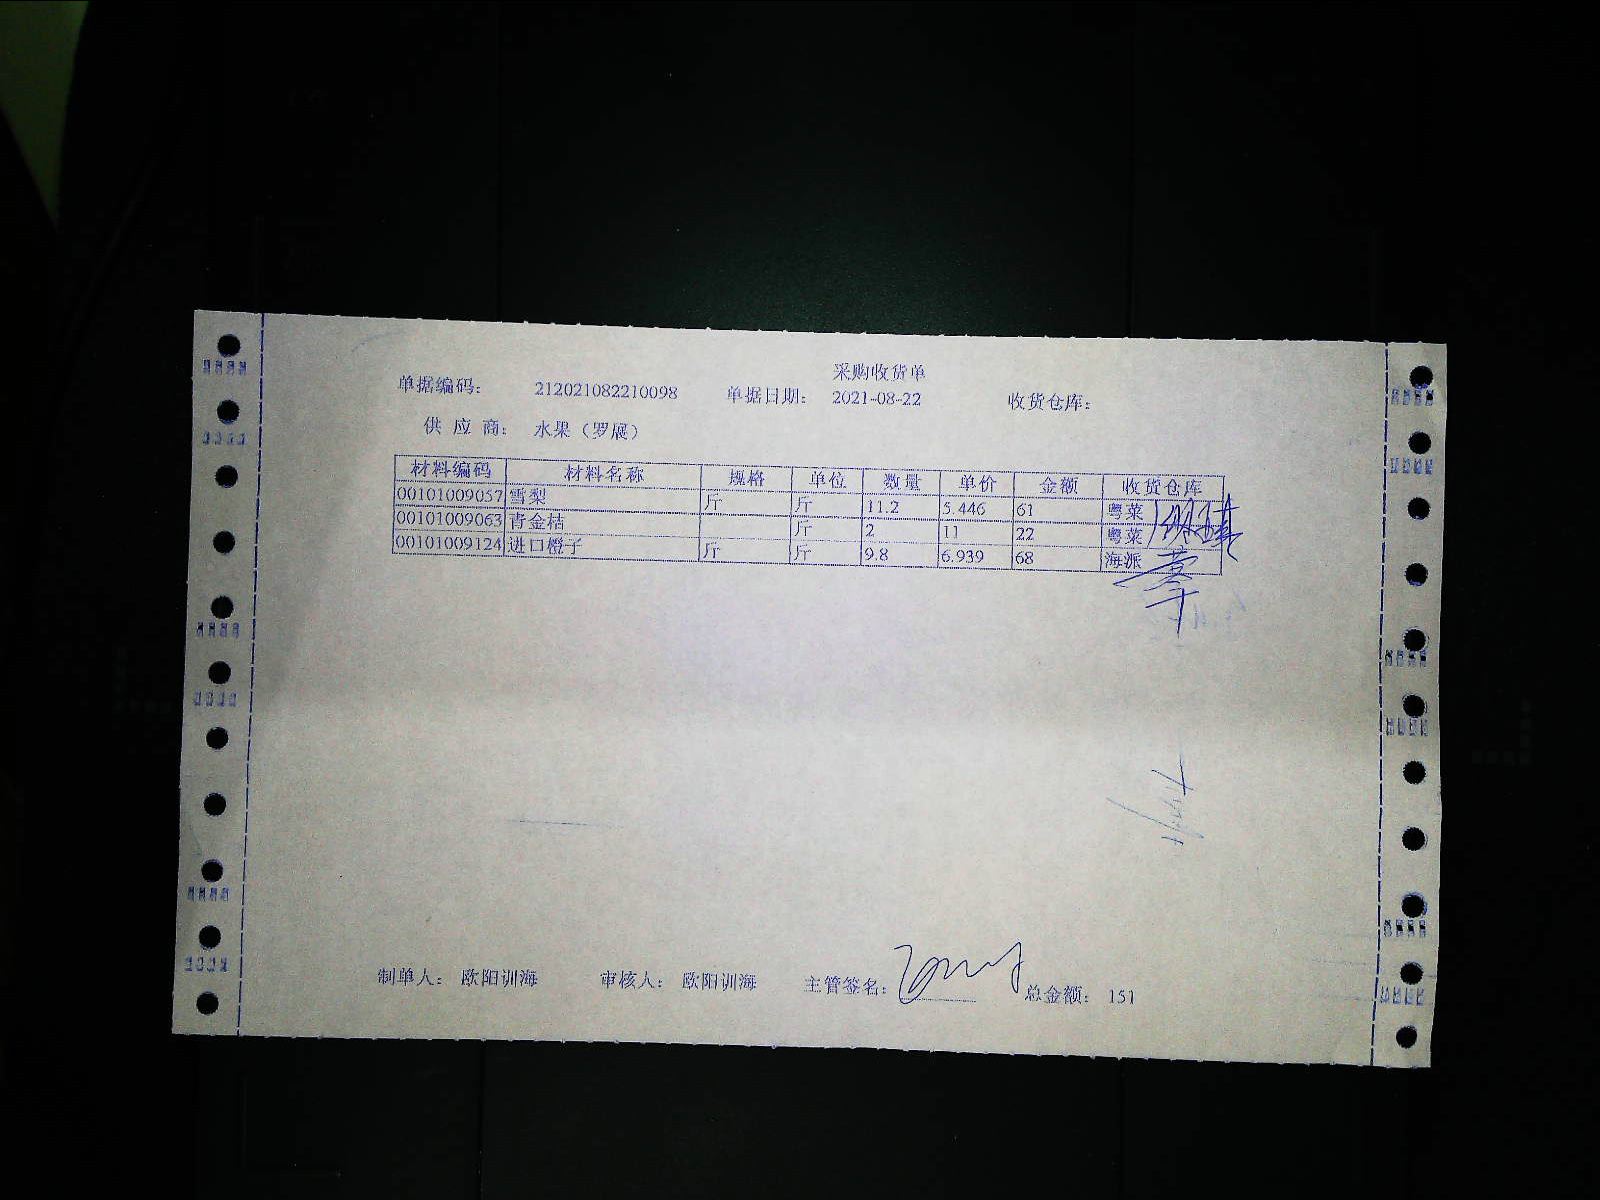 采购收货单
单据编码： 212021082210098 单据日期： 2021-08-22 收货仓库：
供 应 商： 水果（罗展）
材料编码 材料名称 规格 单位 数量 单价 金额 收货仓库
00101009057 雪梨 斤 斤 11.2 5.446 61 粤菜
00101009063 青金桔 斤 2 11 22 粤菜
00101009124 进口橙子 斤 斤 9.8 6.939 68 海派
制单人： 欧阳训海 审核人： 欧阳训海 主管签名： 总金额： 151